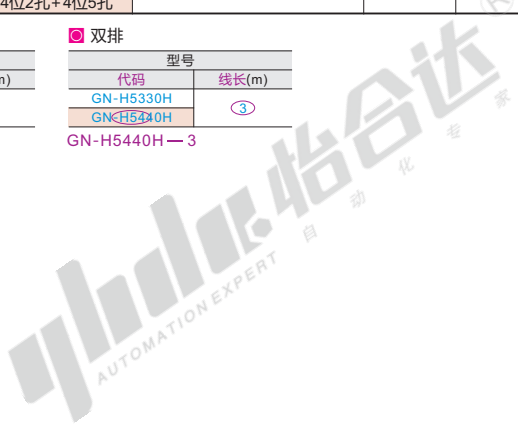 4位2孔+4位5孔
双排
型号
m)
代码 线长(m)
GN-H5330H
3
GN-H5440H
GN-H5440H — 3
®
yhdfa.怡合达
AUTOMATION EXPERT 自动化专家